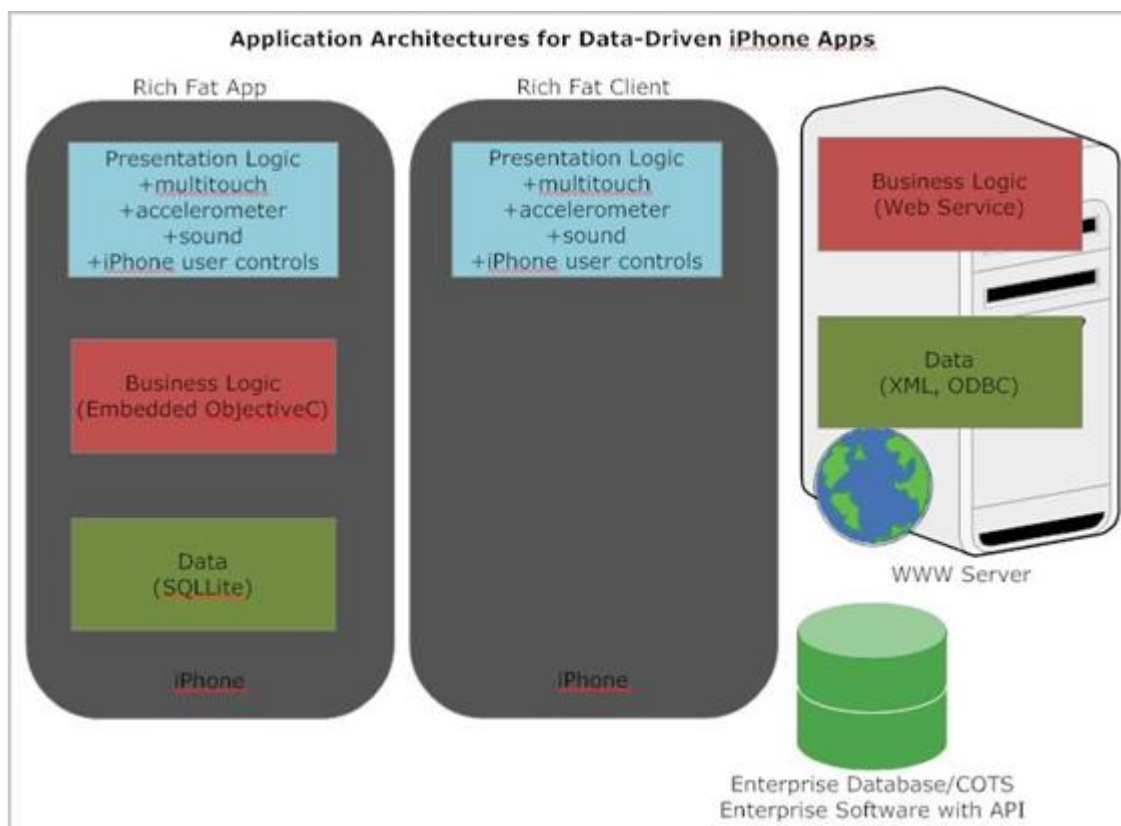 Application Architectures for Data-Driven iPhone Apps
Rich Fat App
Presentation Logic
+multitouch
+accelerometer
+sound
+iPhone user controls
Business Logic
(Embedded ObjectiveC)
Data
(SQLLite)
iPhone
Rich Fat Client
Presentation Logic
+multitouch
+accelerometer
+sound
+iPhone user controls
iPhone
Business Logic
(Web Service)
Data
(XML, ODBC)
WWW Server
Enterprise Database/COTS
Enterprise Software with API